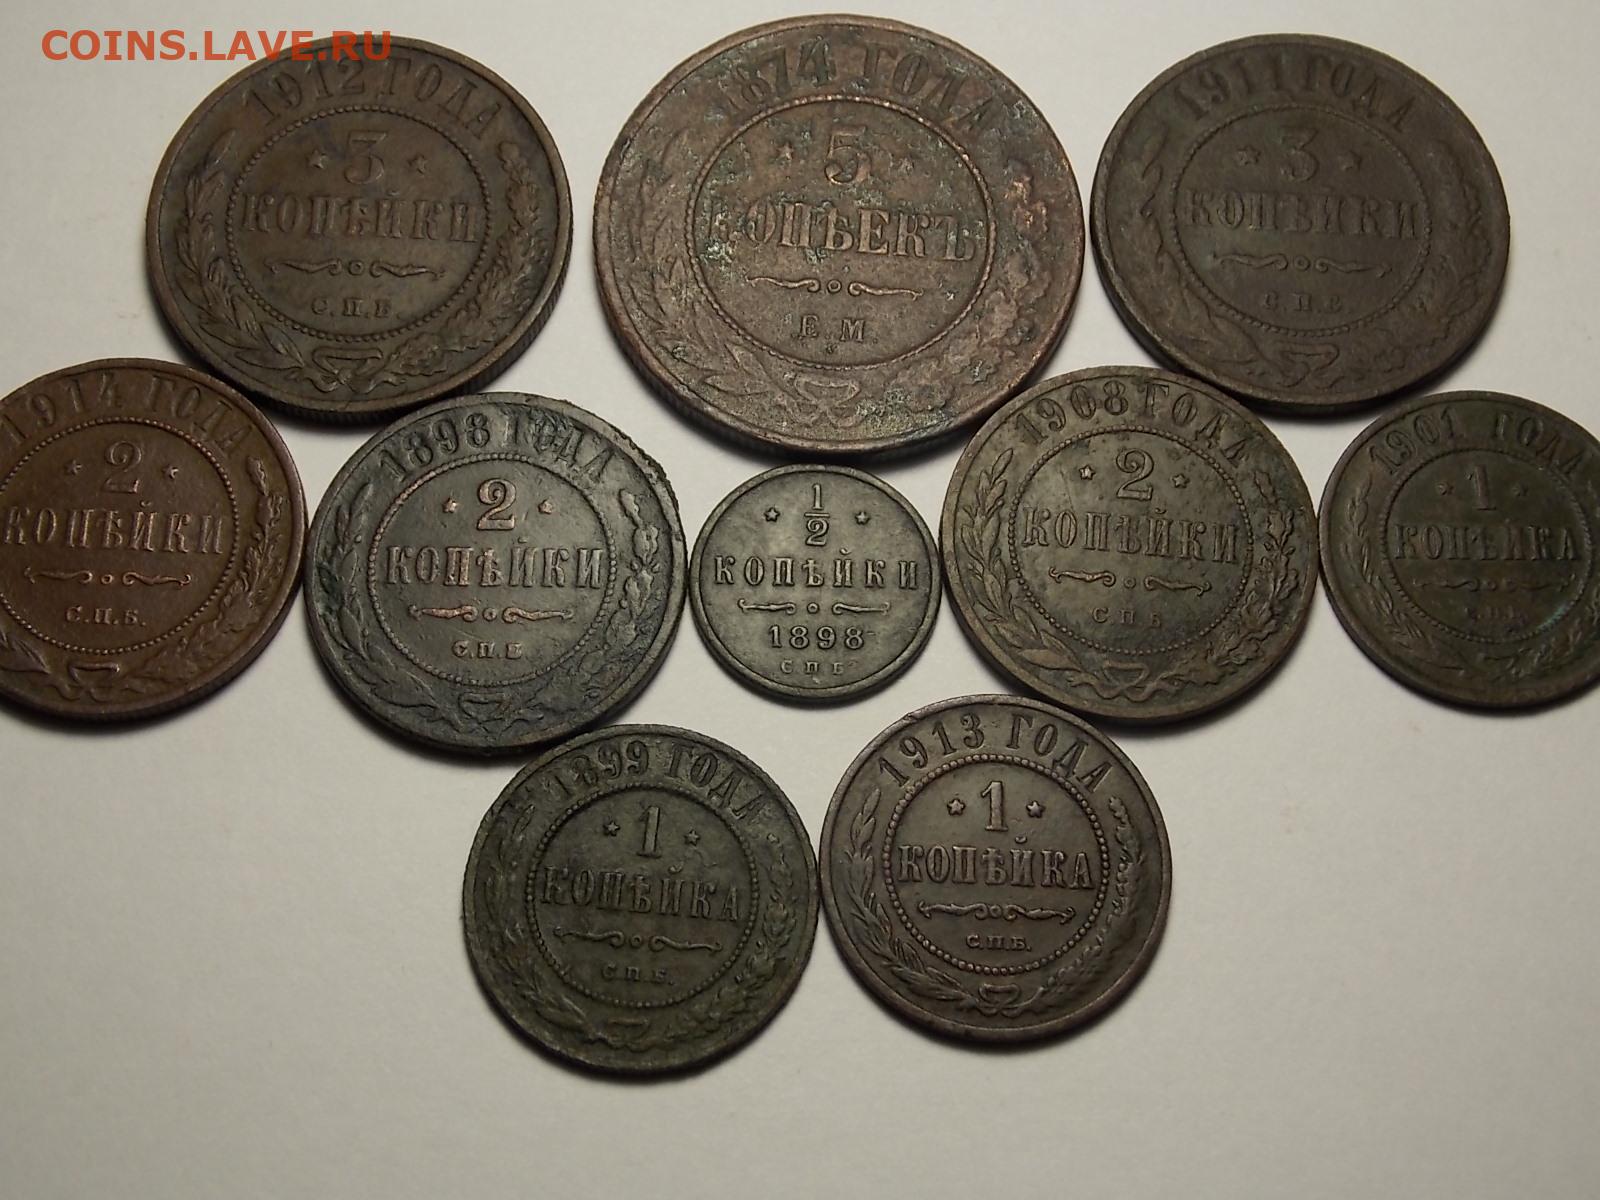 COINS.LAVE.RU
1912 ГОДА
3
КОПѢЙКИ
С.П.Б.
1874 ГОДА
5
КОПѢЕКЪ
Е.М.
1911 ГОДА
3
КОПѢЙКИ
С.П.Б.
1914 ГОДА
2
КОПѢЙКИ
С.П.Б.
1898 ГОДА
2
КОПѢЙКИ
С.П.Б.
1/2
КОПѢЙКИ
1898
С.П.Б.
1908 ГОДА
2
КОПѢЙКИ
С.П.Б.
1901 ГОДА
1
КОПѢЙКА
1899 ГОДА
1
КОПѢЙКА
С.П.Б.
1913 ГОДА
1
КОПѢЙКА
С.П.Б.